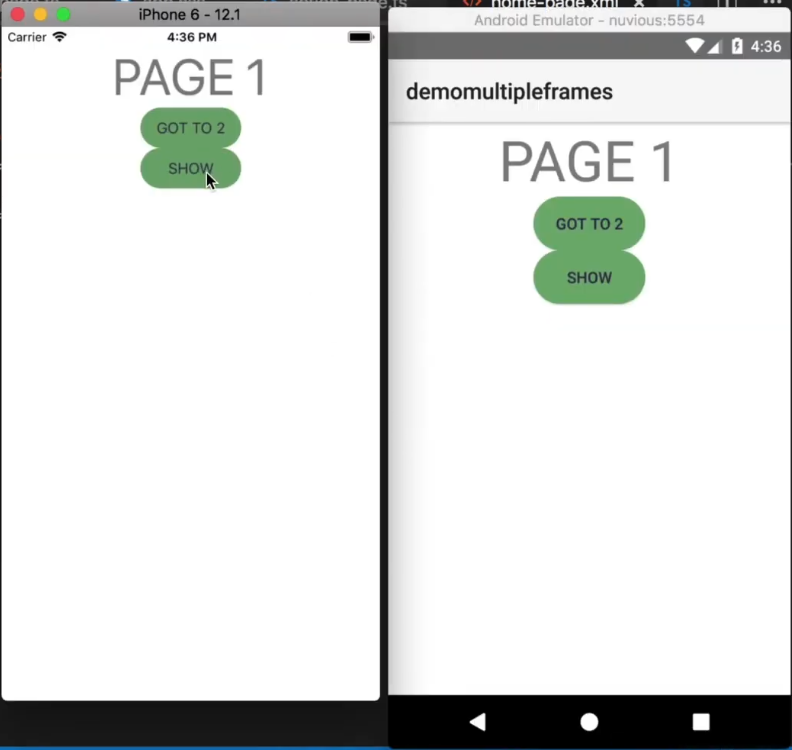 home-page.xml
iPhone 6 - 12.1
Carrier
4:36 PM
PAGE 1
GOT TO 2
SHOW
Android Emulator - nuvious:5554
4:36
demomultipleframes
PAGE 1
GOT TO 2
SHOW